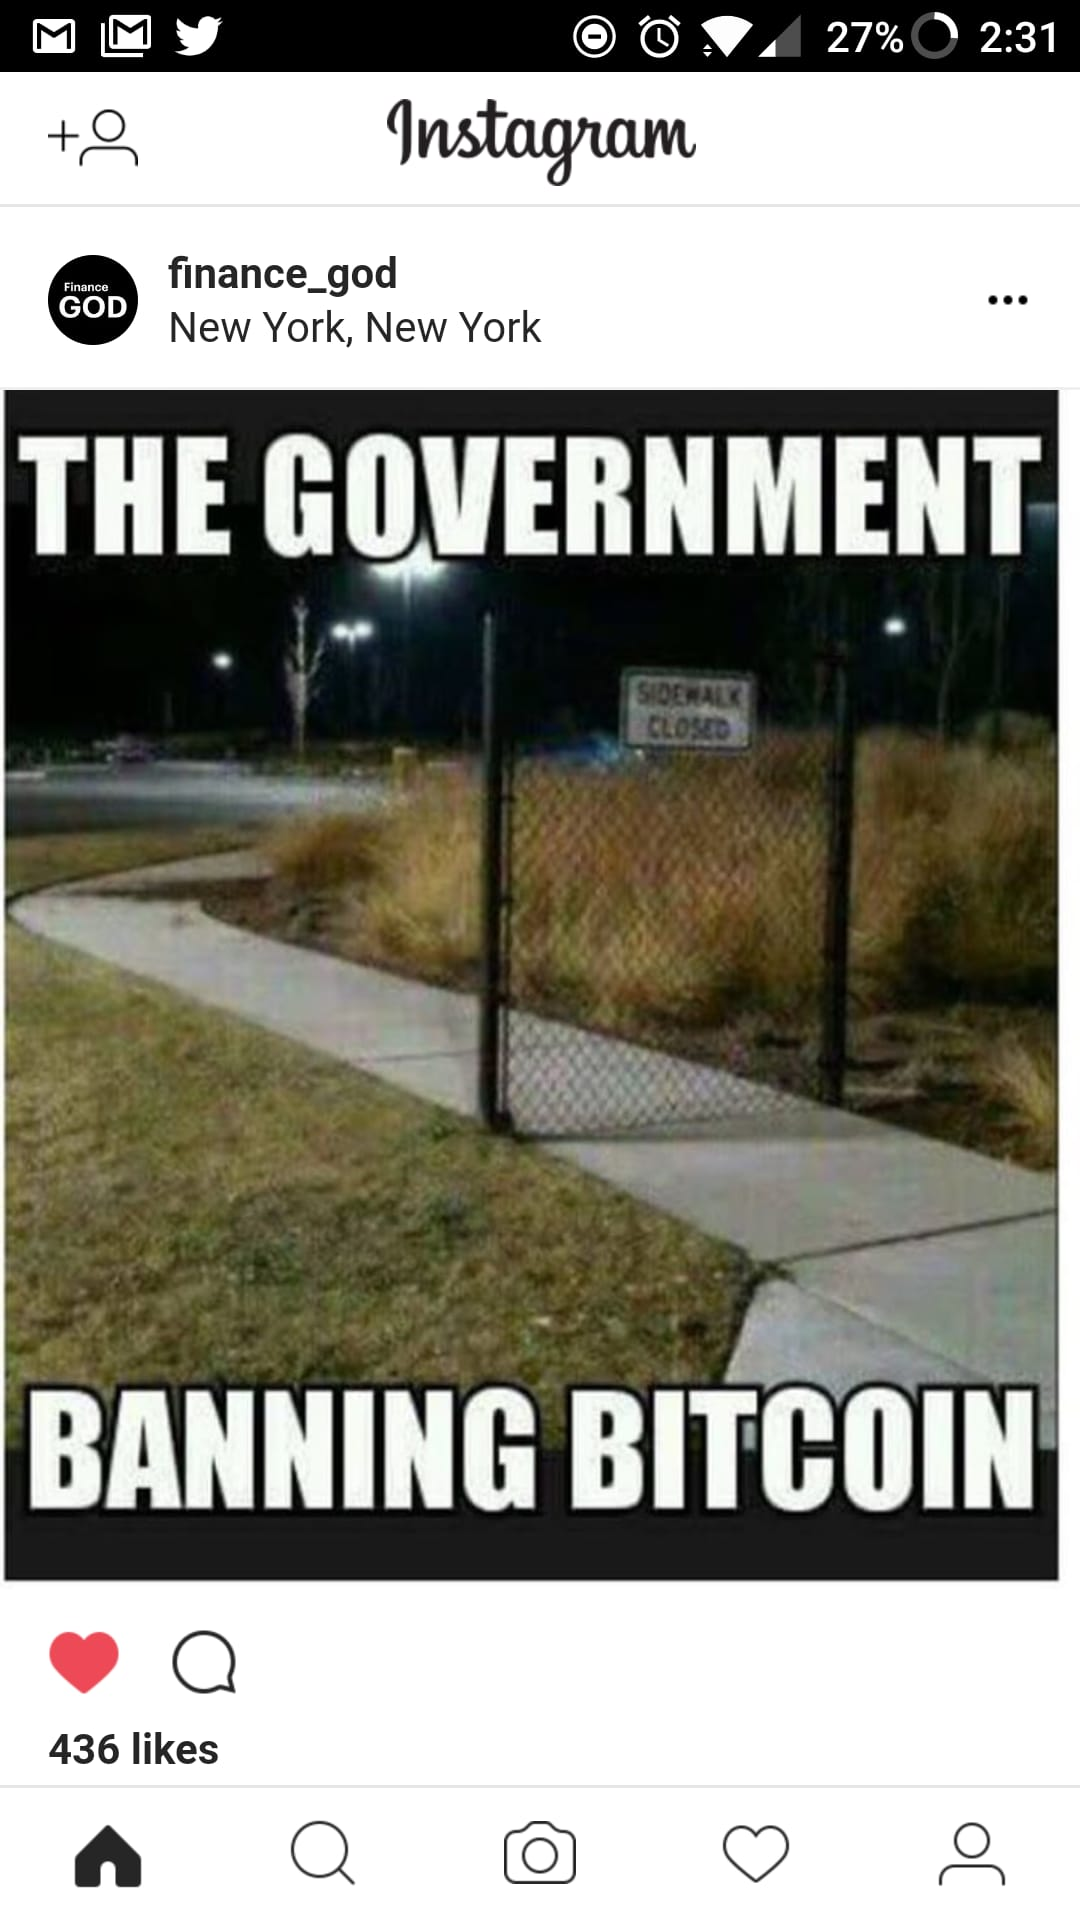 27% 2:31
Instagram
Finance
GOD
finance_god
New York, New York
THE GOVERNMENT
SIDEWALK
CLOSED
BANNING BITCOIN
436 likes